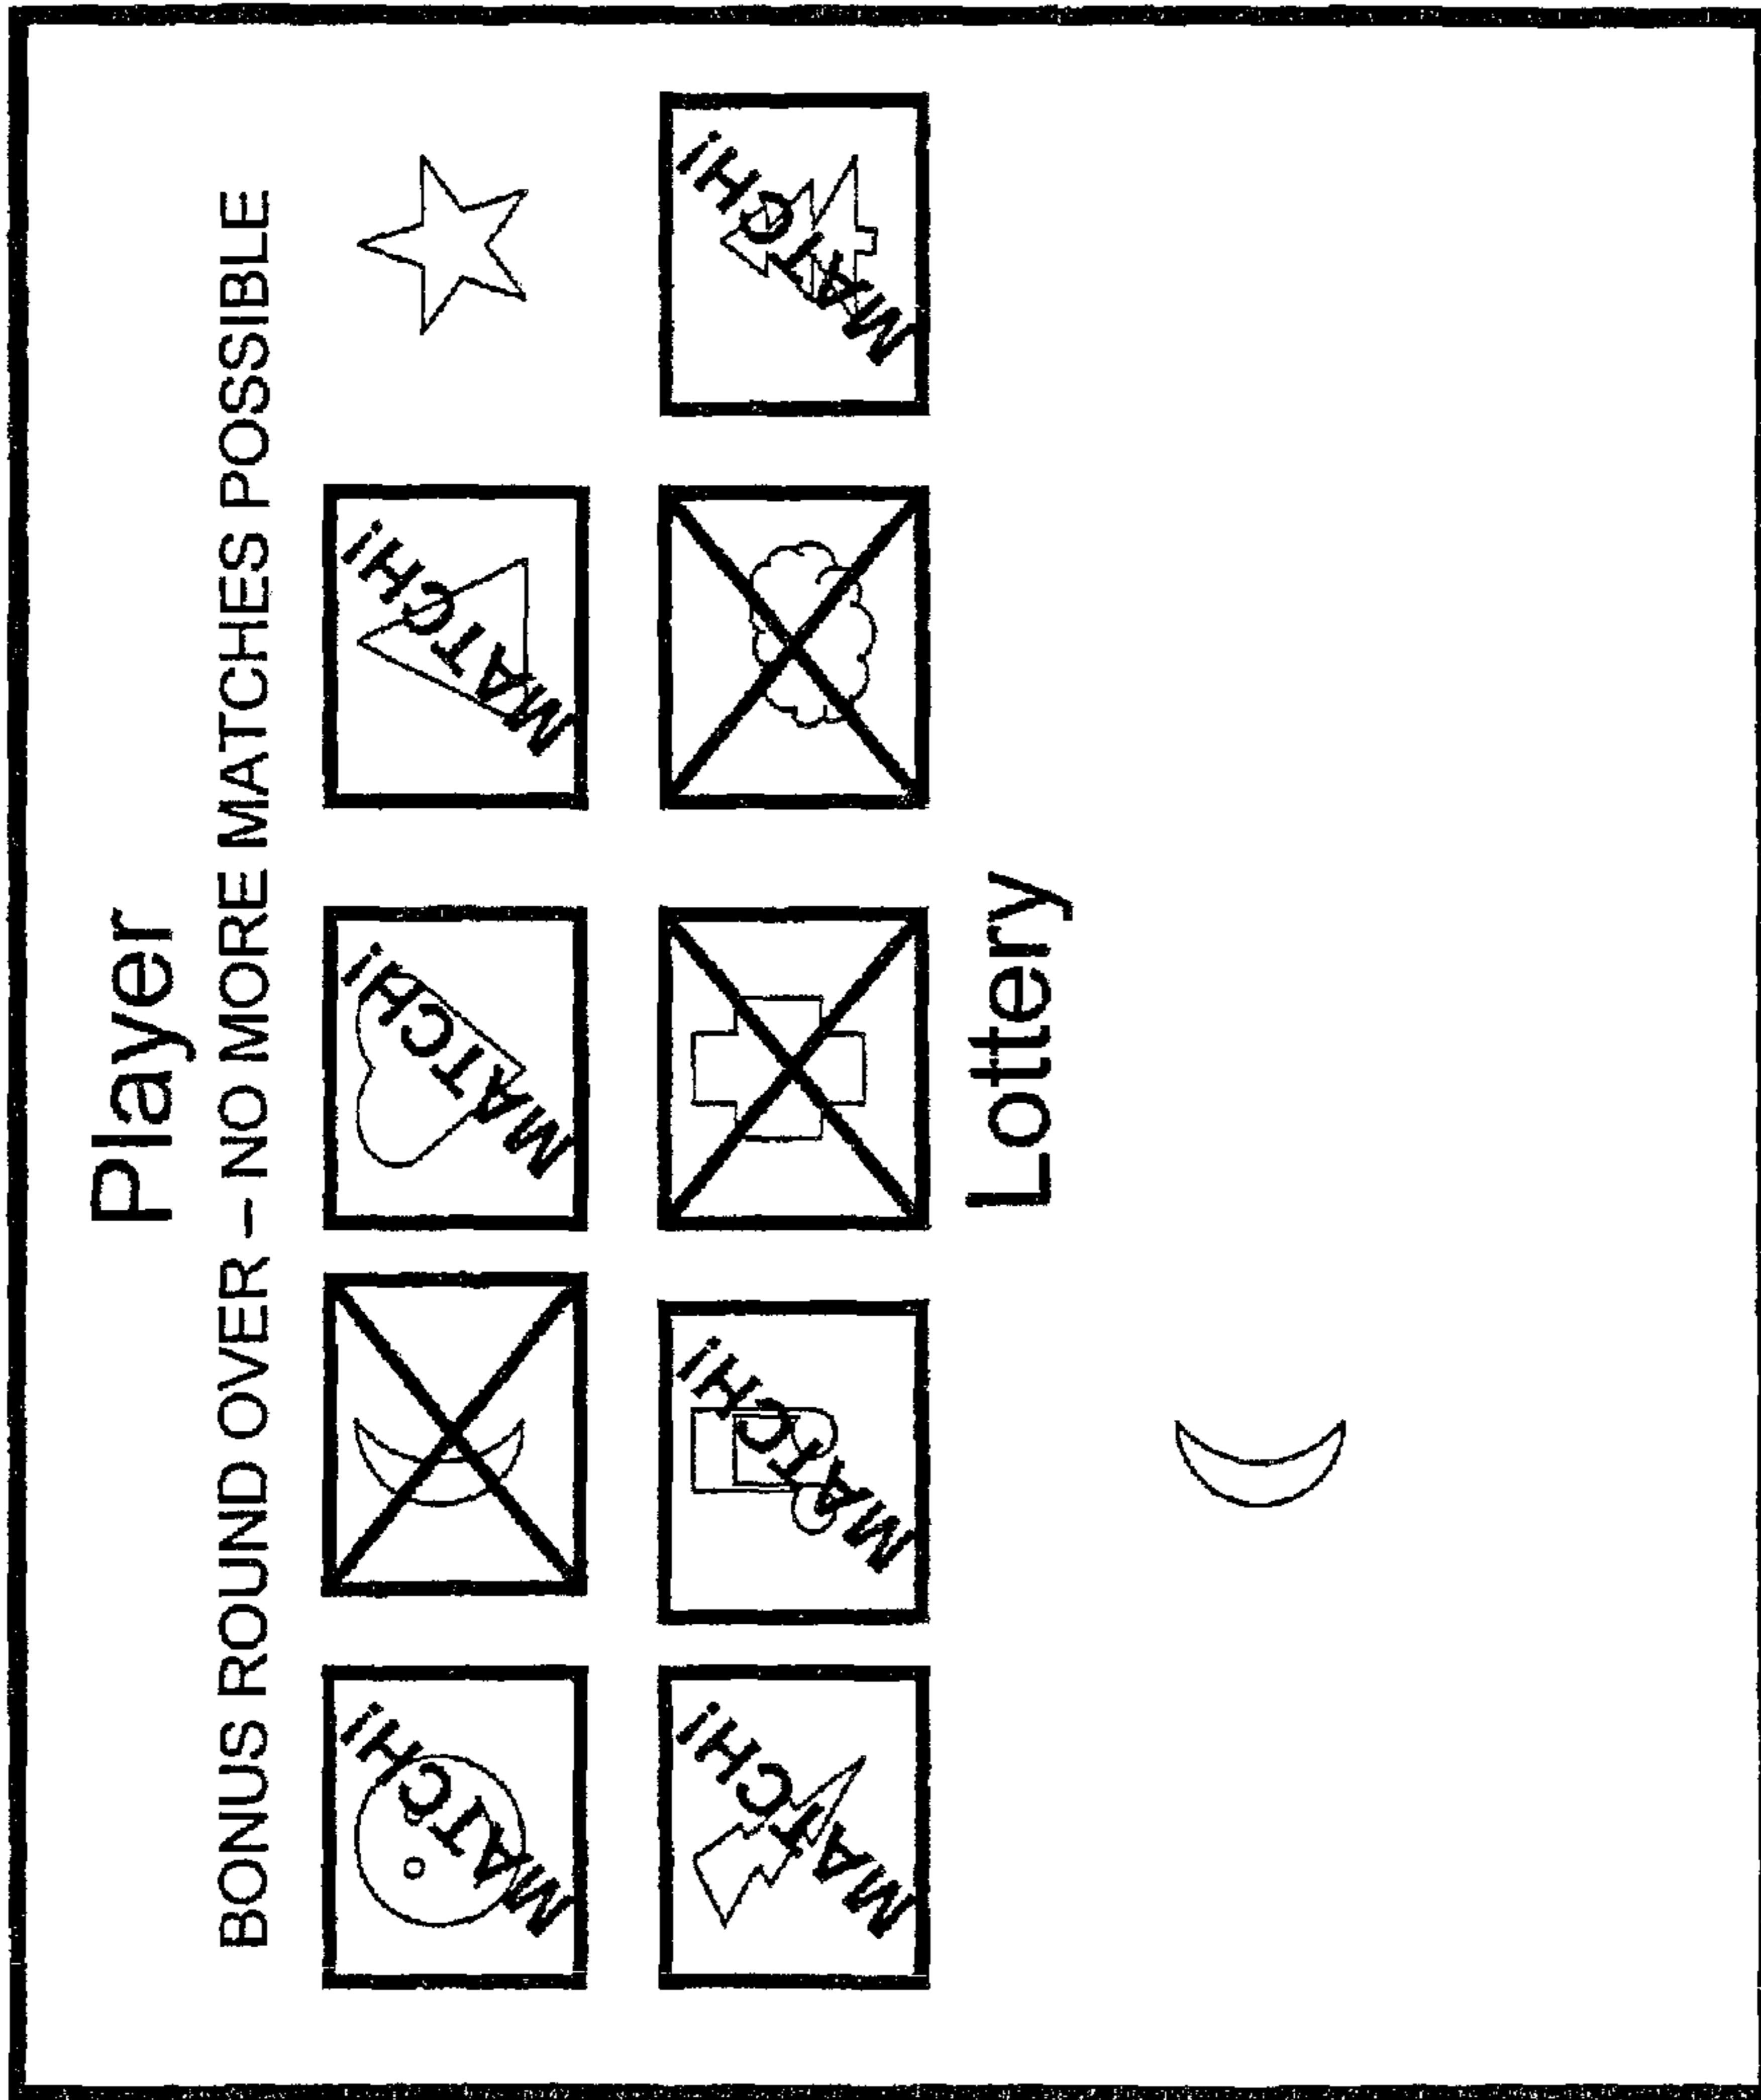 Player
BONUS ROUND OVER – NO MORE MATCHES POSSIBLE
MATCH!
MATCH!
MATCH!
MATCH!
MATCH!
MATCH!
Lottery